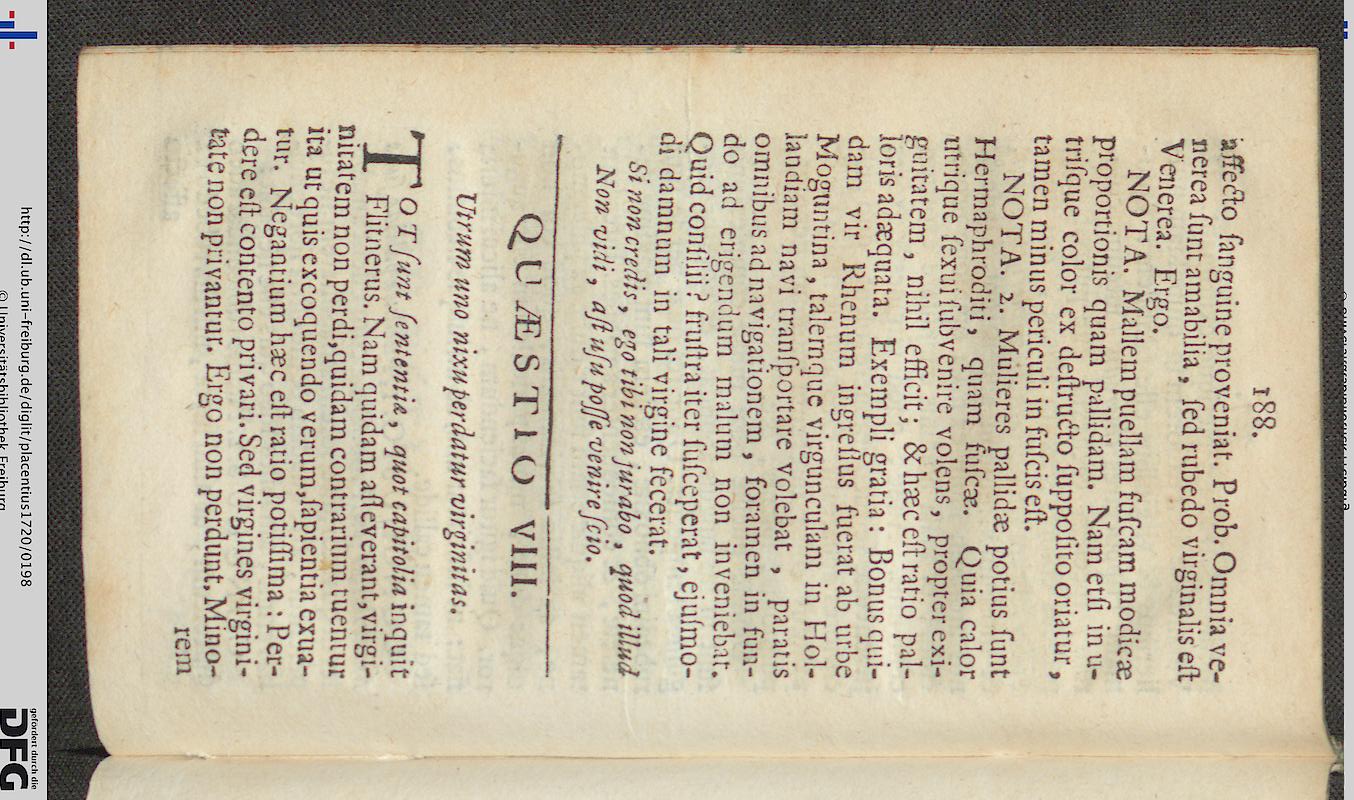 188.
affecto ſanguine proveniat. Prob. Omnia ve-
nerea ſunt amabilia, ſed rubedo virginalis eſt
Venerea. Ergo.
NOTA. Mallem puellam fuſcam modicæ
proportionis quam pallidam. Nam etſi in u-
triſque color ex deſtructo ſuppoſito oriatur,
tamen minus periculi in fuſcis eſt.
NOTA. 2. Mulieres pallidæ potius ſunt
Hermaphroditi, quam fuſcæ. Quia calor
utrique ſexui ſubvenire volens, propter exi-
guitatem, nihil efficit; & hæc eſt ratio pal-
loris adæquata. Exempli gratia: Bonus qui-
dam vir Rhenum ingreſſus fuerat ab urbe
Moguntina, talemque virgunculam in Hol-
landiam navi tranſportare volebat, paratis
omnibus ad navigationem, foramen in fun-
do ad erigendum malum non inveniebat.
Quid conſilii? fruſtra iter ſuſceperat, ejuſmo-
di damnum in tali virgine fecerat.
Si non credis, ego tibi non jurabo, quod illud
Non vidi, aſt uſu poſſe venire ſcio.
QUÆSTIO VIII.
Utrum uno nixu perdatur virginitas.
TOT ſunt ſententiæ, quot capitolia inquit
Flitnerus. Nam quidam aſſeverant, virgi-
nitatem non perdi, quidam contrarium tuentur
ita ut quis excoquendo verum, ſapientia exua-
tur. Negantium hæc eſt ratio potiſſima: Per-
dere eſt contento privari. Sed virgines virgini-
tate non privantur. Ergo non perdunt. Mino-
rem
http://dl.ub.uni-freiburg.de/diglit/placentius1720/0198
© Universitätsbibliothek Freiburg
gefördert durch die
DFG